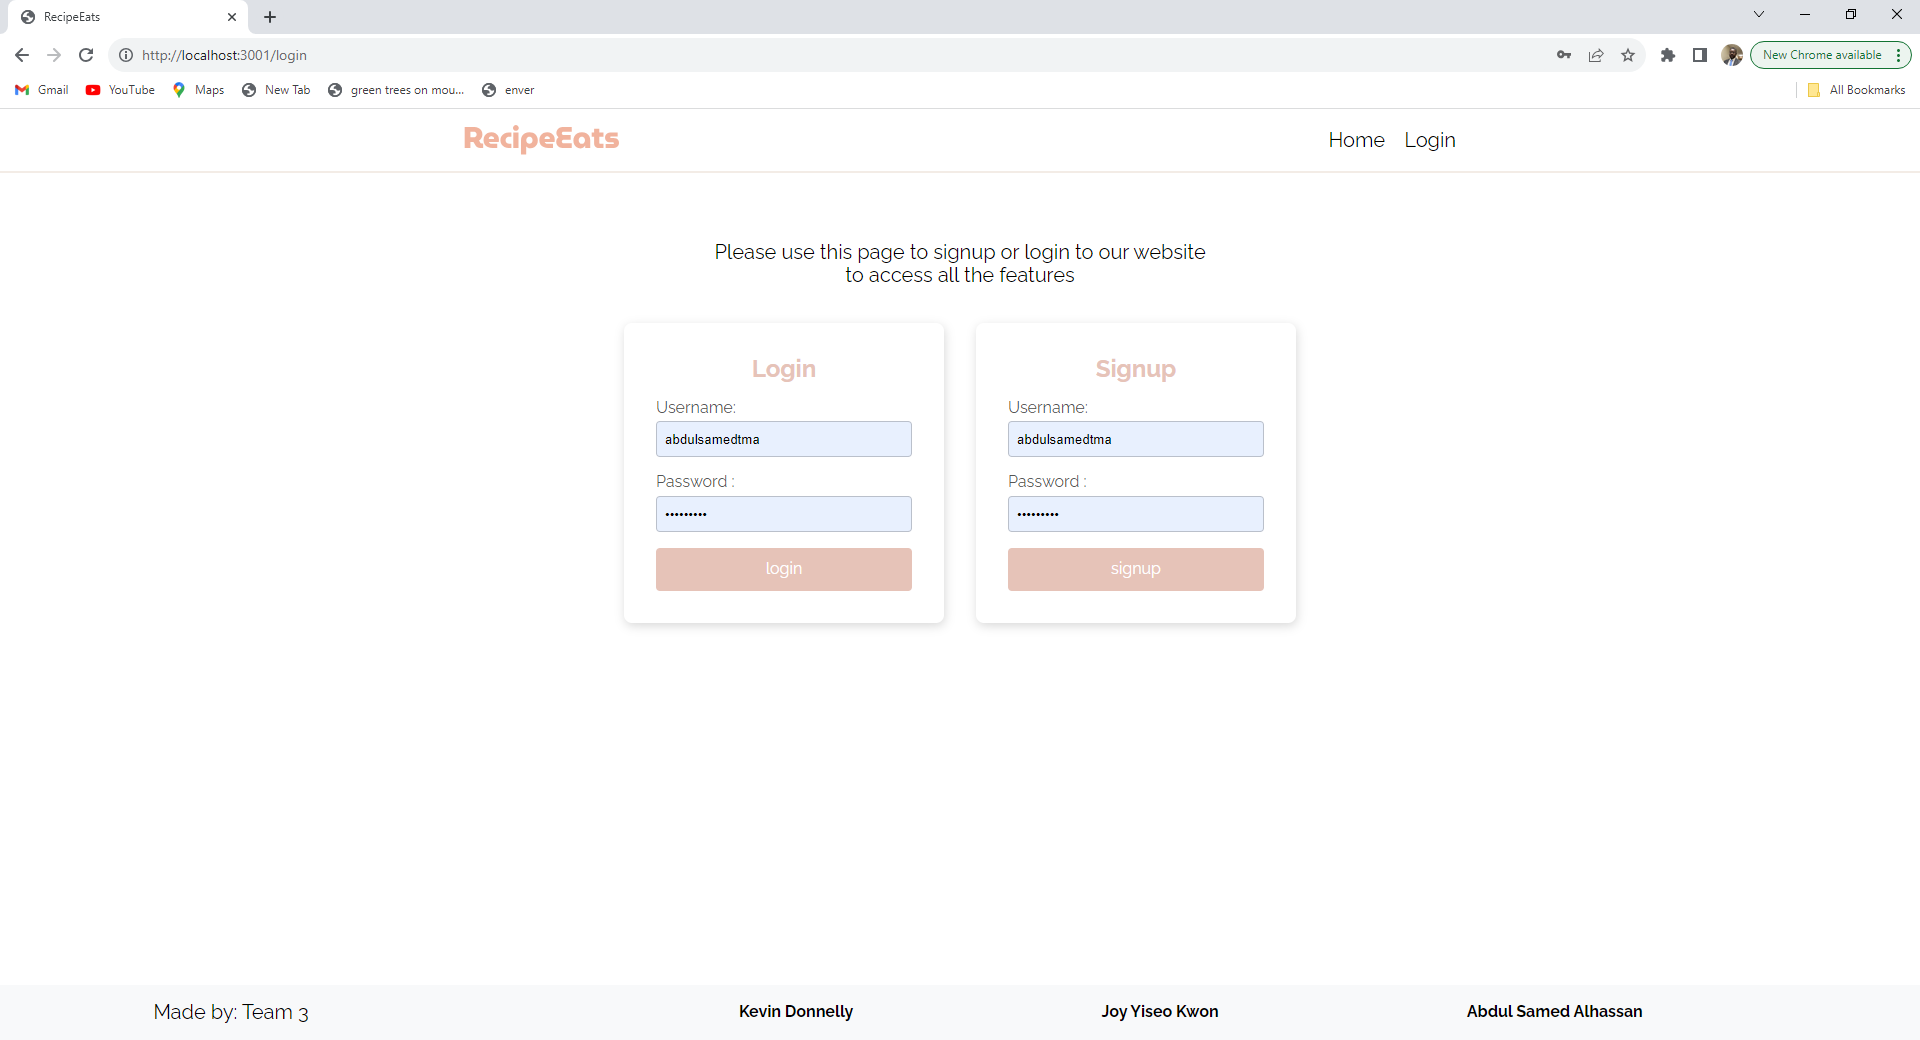 RecipeEats
http://localhost:3001/login
New Chrome available
Gmail
YouTube
Maps
New Tab
green trees on mou...
enver
All Bookmarks
RecipeEats
Home
Login
Please use this page to signup or login to our website
to access all the features
Login
Username:
abdulsamedtma
Password :
•••••••••
login
Signup
Username:
abdulsamedtma
Password :
•••••••••
signup
Made by: Team 3
Kevin Donnelly
Joy Yiseo Kwon
Abdul Samed Alhassan